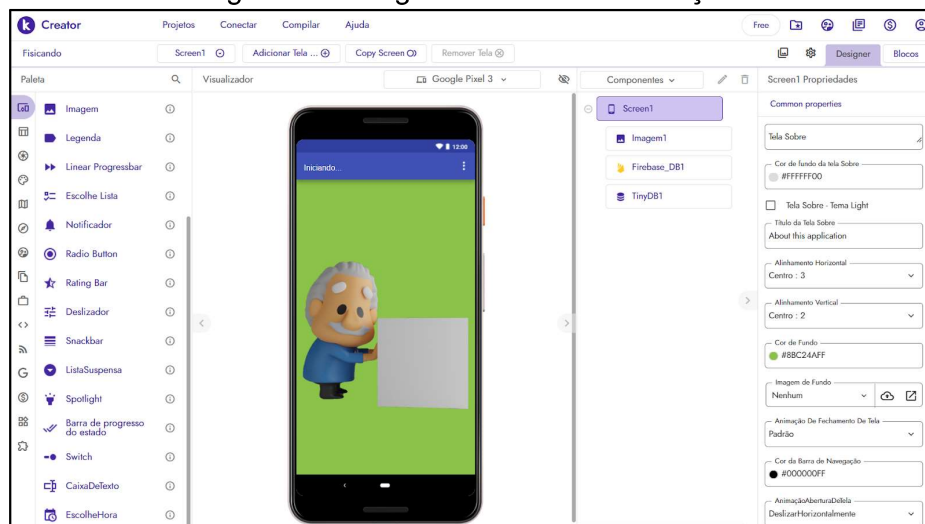 Creator
Projetos
Conectar
Compilar
Ajuda
Free
Fisicando
Screen1
Adicionar Tela ...
Copy Screen
Remover Tela
Designer
Blocos
Paleta
Visualizador
Google Pixel 3
Componentes
Screen1 Propriedades
Imagem
Legenda
Linear Progressbar
Escolhe Lista
Notificador
Radio Button
Rating Bar
Deslizador
Snackbar
ListaSuspensa
Spotlight
Barra de progresso
do estado
Switch
CaixaDeTexto
EscolheHora
12:00
Iniciando...
Screen1
Imagem1
Firebase_DB1
TinyDB1
Common properties
Tela Sobre
Cor de fundo da tela Sobre
#FFFFFF00
Tela Sobre - Tema Light
Título da Tela Sobre
About this application
Alinhamento Horizontal
Centro : 3
Alinhamento Vertical
Centro : 2
Cor de Fundo
#8BC24AFF
Imagem de Fundo
Nenhum
Animação De Fechamento De Tela
Padrão
Cor da Barra de Navegação
#000000FF
AnimaçãoAberturaDeTela
DeslizarHorizontalmente